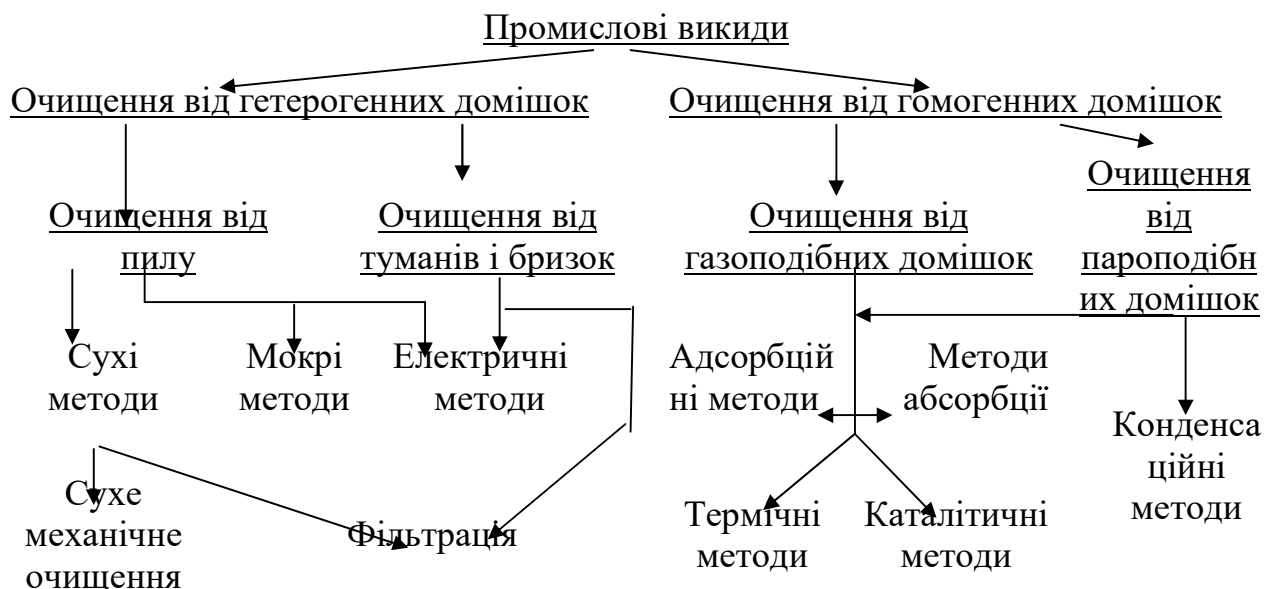 Промислові викиди
Очищення від гетерогенних домішок
Очищення від гомогенних домішок
Очищення від
пилу
Очищення від
туманів і бризок
Очищення від
газоподібних домішок
Очищення
від
пароподібн
их домішок
Сухі
методи
Мокрі
методи
Електричні
методи
Адсорбцій
ні методи
Методи
абсорбції
Конденса
ційні
методи
Сухе
механічне
очищення
Фільтрація
Термічні
методи
Каталітичні
методи